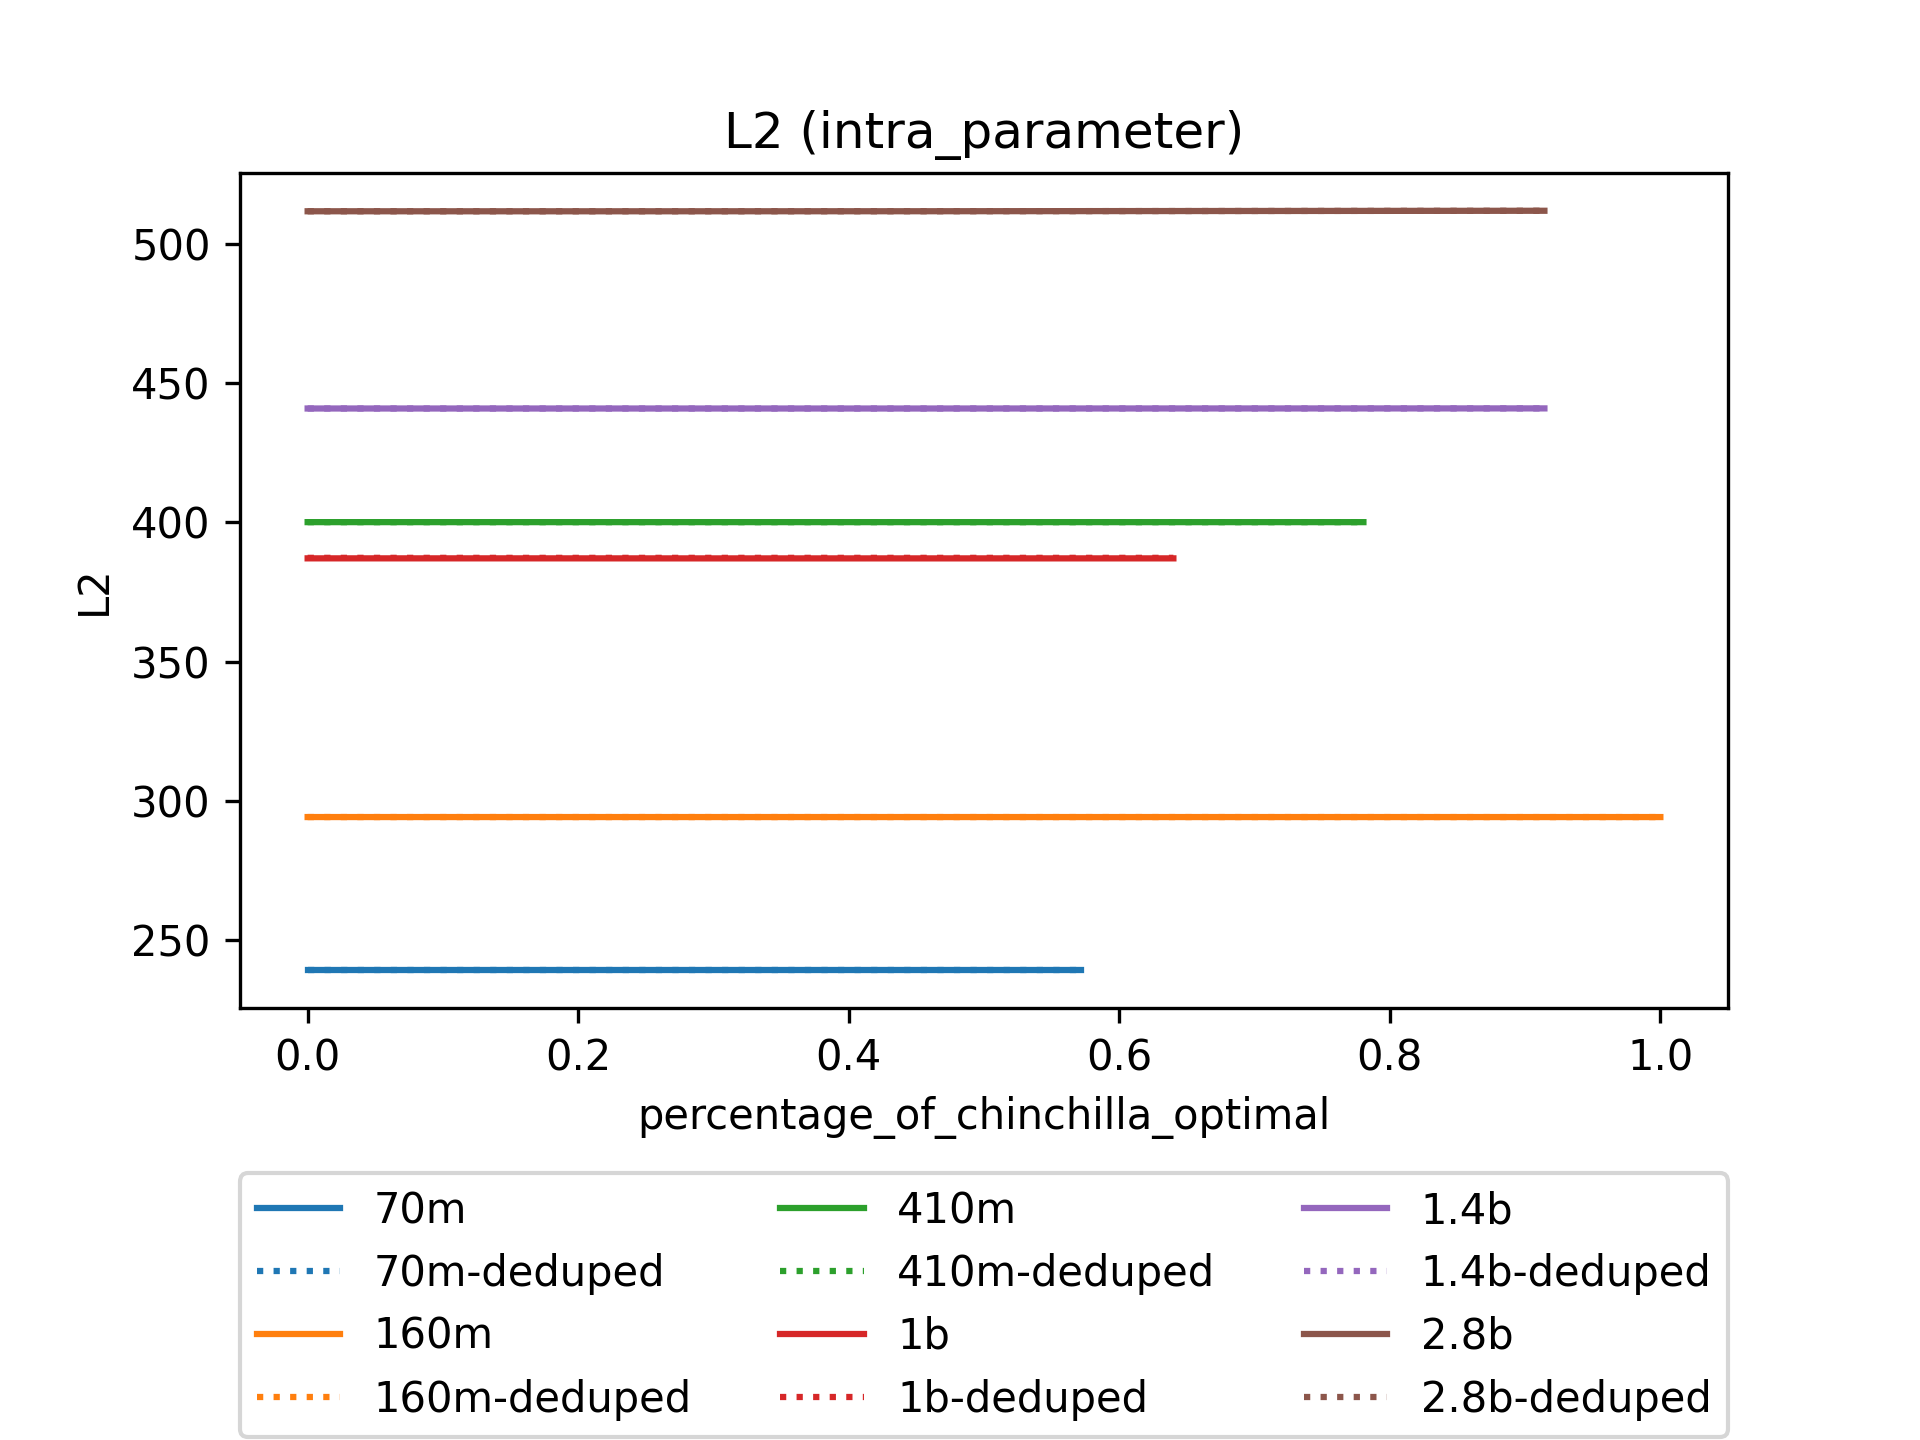 L2 (intra_parameter)
500
450
400
350
300
250
L2
0.0 0.2 0.4 0.6 0.8 1.0
percentage_of_chinchilla_optimal
70m
70m-deduped
160m
160m-deduped
410m
410m-deduped
1b
1b-deduped
1.4b
1.4b-deduped
2.8b
2.8b-deduped